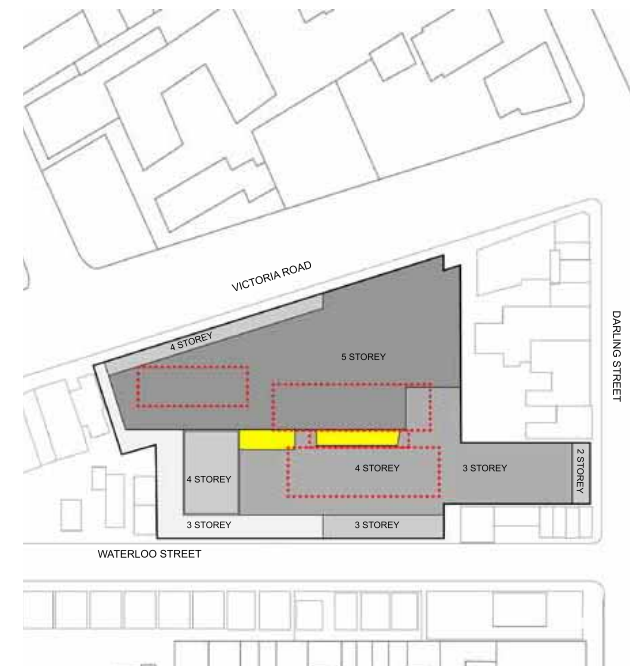 VICTORIA ROAD
4 STOREY
5 STOREY
DARLING STREET
4 STOREY
4 STOREY
3 STOREY
2 STOREY
3 STOREY
3 STOREY
WATERLOO STREET